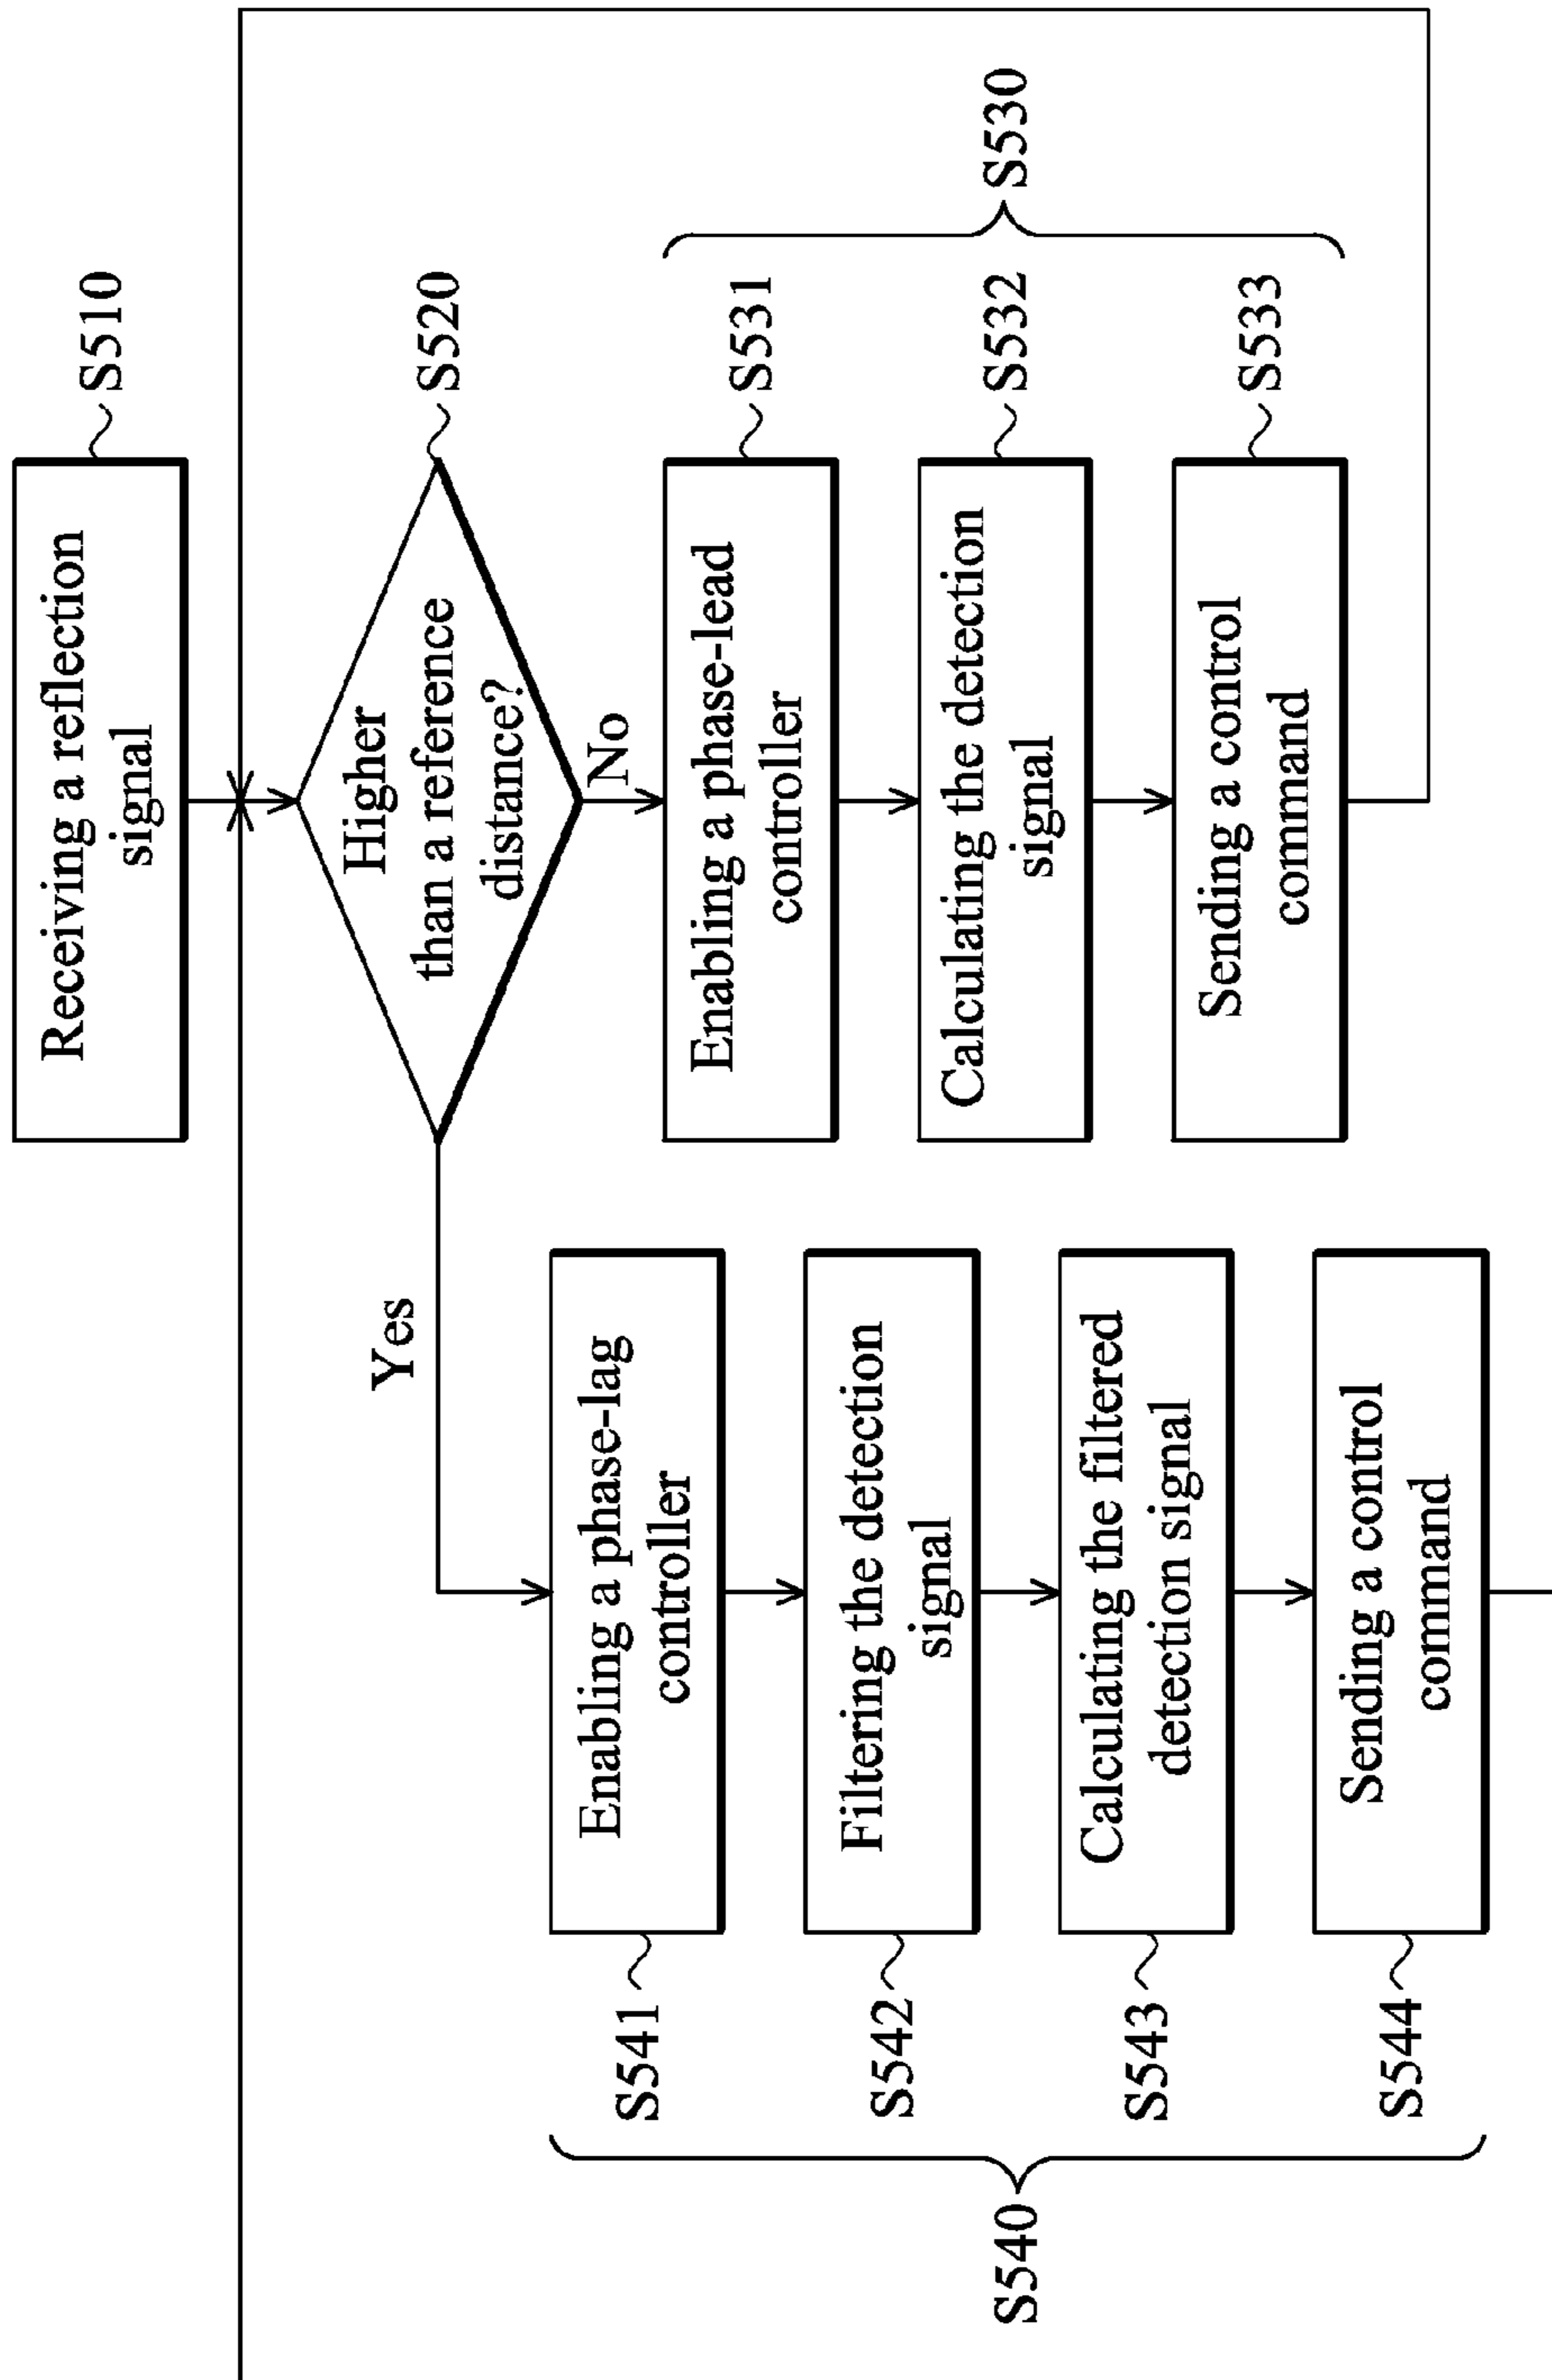 Receiving a reflection
signal
S510
Higher
than a reference
distance?
S520
Yes
No
Enabling a phase-lead
controller
S531
Calculating the detection
signal
S532
Sending a control
command
S533
S530
Enabling a phase-lag
controller
S541
Filtering the detection
signal
S542
Calculating the filtered
detection signal
S543
Sending a control
command
S544
S540